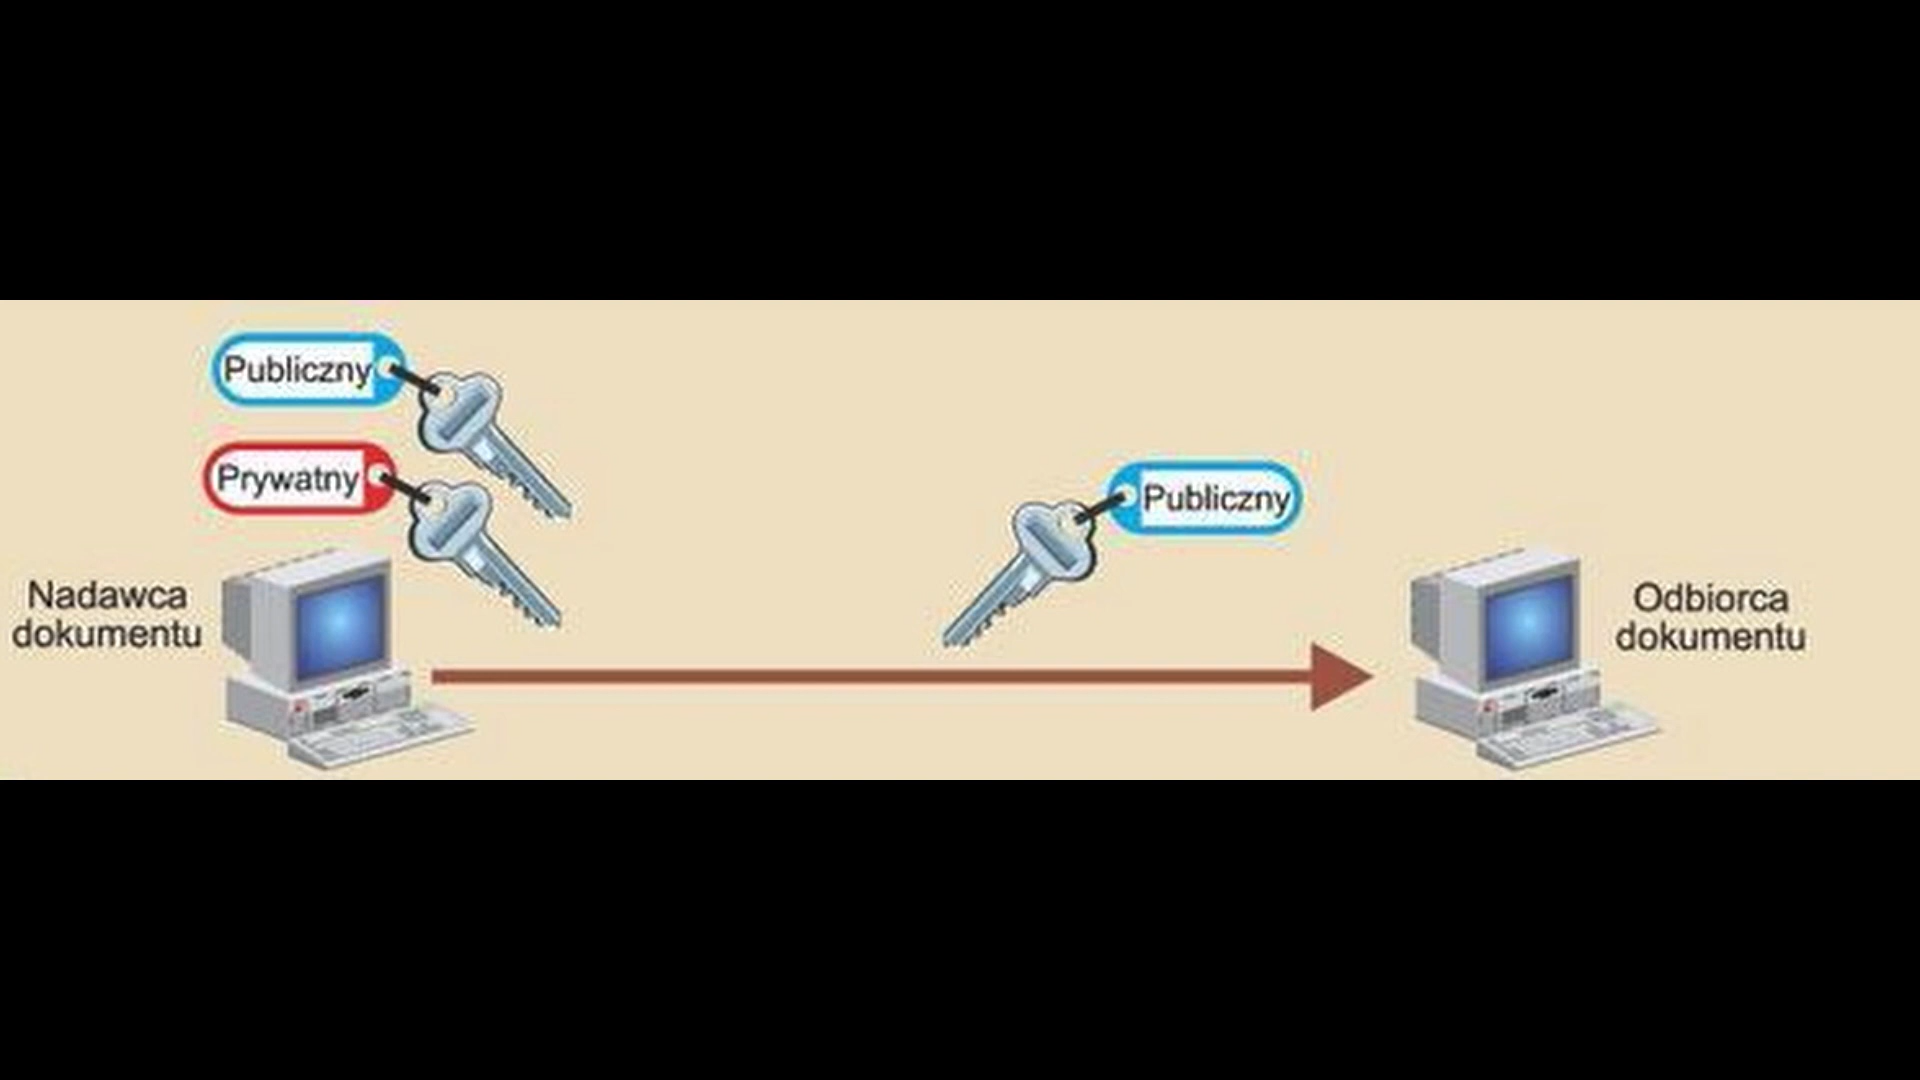 Publiczny
Prywatny
Publiczny
Nadawca
dokumentu
Odbiorca
dokumentu